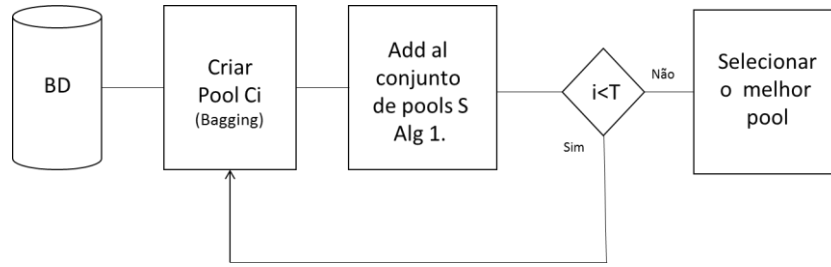 BD
Criar
Pool Ci
(Bagging)
Add al
conjunto
de pools S
Alg 1.
i<T
Não
Sim
Selecionar
o melhor
pool